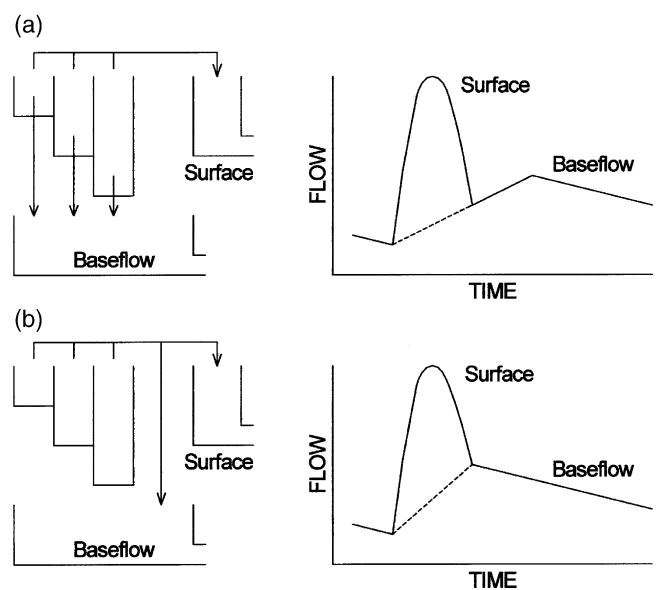 (a)
Surface
Baseflow
FLOW
Surface
Baseflow
TIME
(b)
Surface
Baseflow
FLOW
Surface
Baseflow
TIME